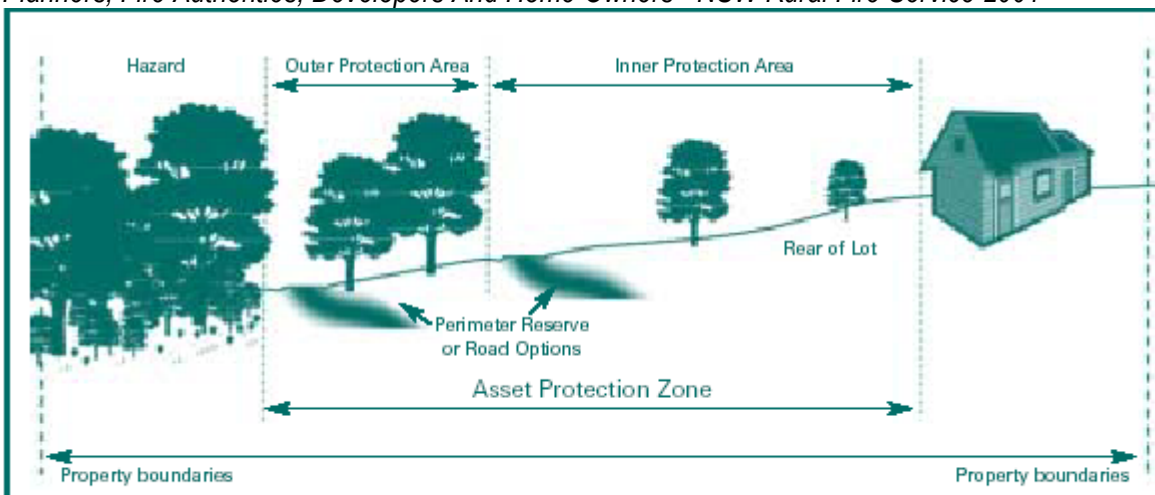 Planners, Fire Authorities, Developers And Home Owners - NSW Rural Fire Service 2001
Hazard
Outer Protection Area
Inner Protection Area
Rear of Lot
Perimeter Reserve
or Road Options
Asset Protection Zone
Property boundaries
Property boundaries